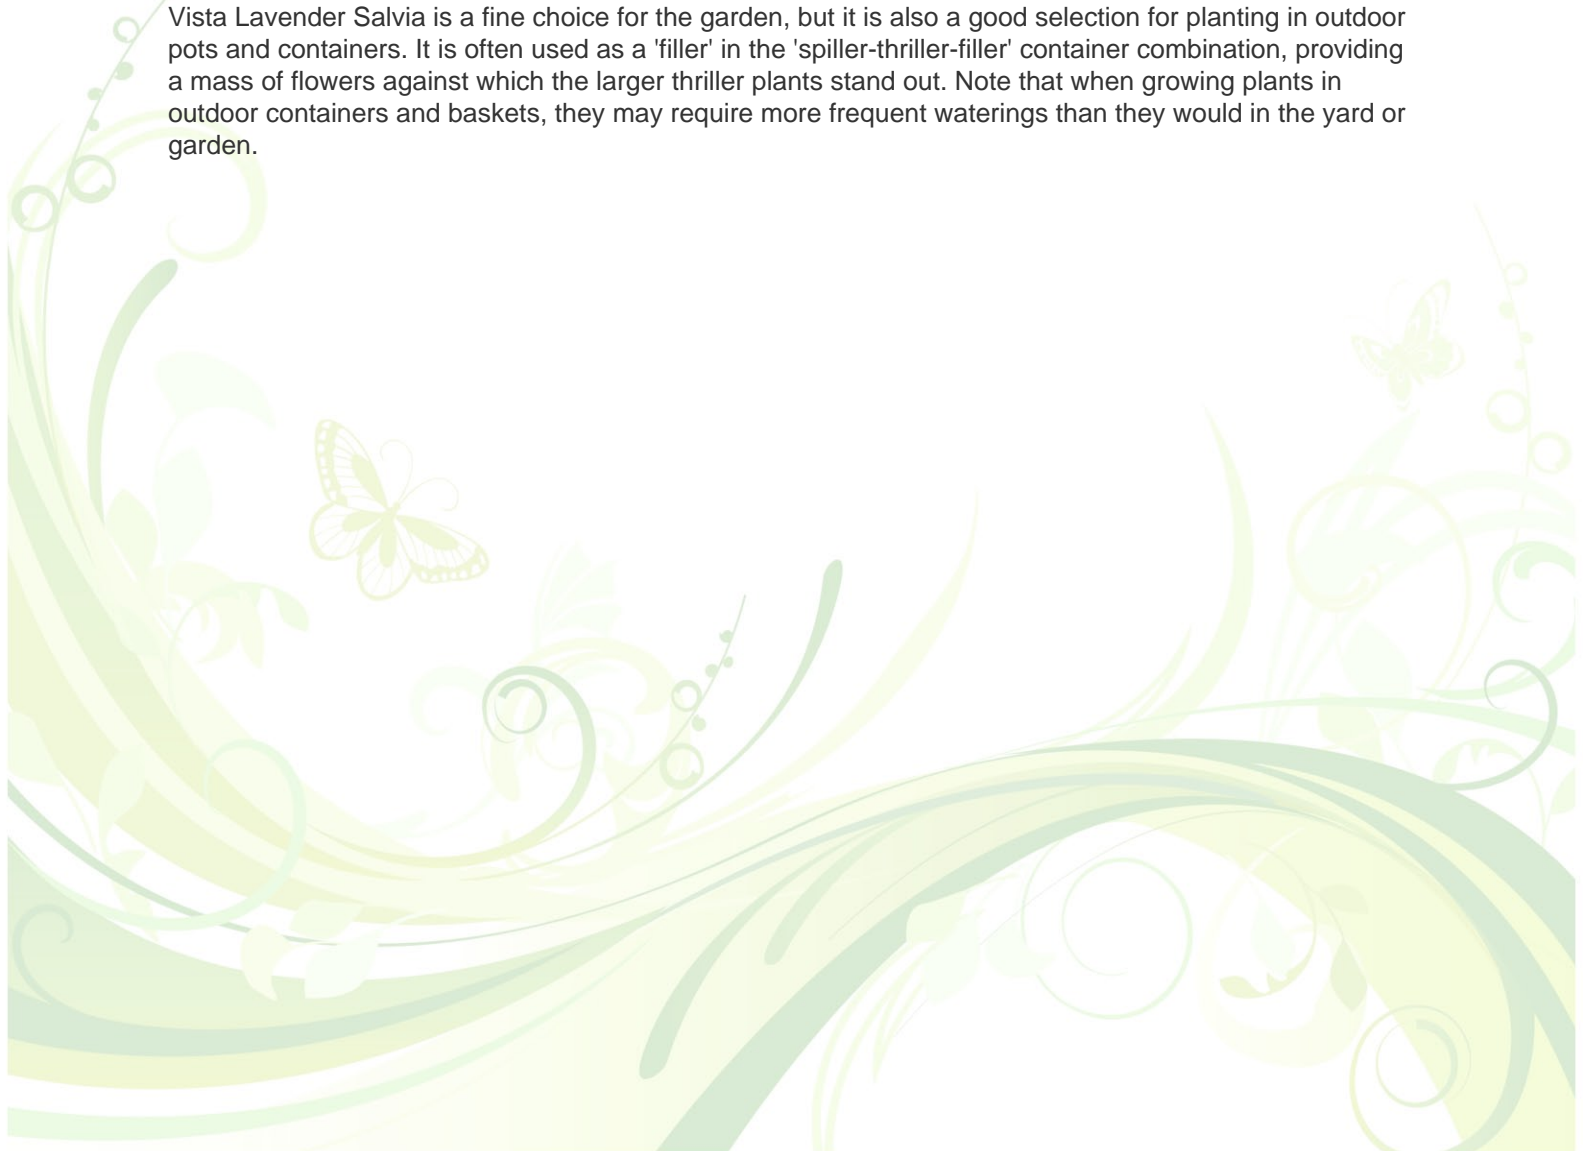 Vista Lavender Salvia is a fine choice for the garden, but it is also a good selection for planting in outdoor
pots and containers. It is often used as a 'filler' in the 'spiller-thriller-filler' container combination, providing
a mass of flowers against which the larger thriller plants stand out. Note that when growing plants in
outdoor containers and baskets, they may require more frequent waterings than they would in the yard or
garden.